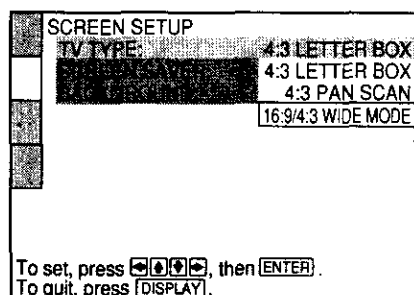 SCREEN SETUP
TV TYPE: 4:3 LETTER BOX
4:3 LETTER BOX
4:3 PAN SCAN
16:9/4:3 WIDE MODE
To set, press ←↑↓→, then ENTER.
To quit, press DISPLAY.